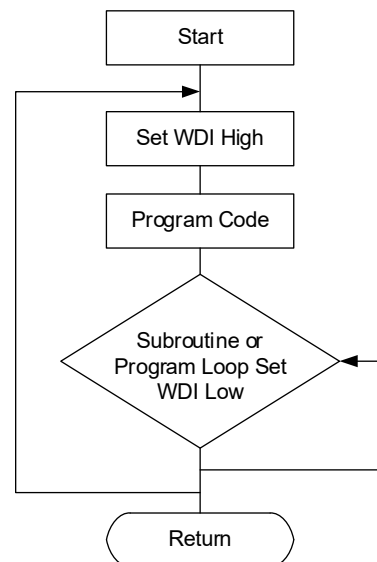 Start
Set WDI High
Program Code
Subroutine or
Program Loop Set
WDI Low
Return